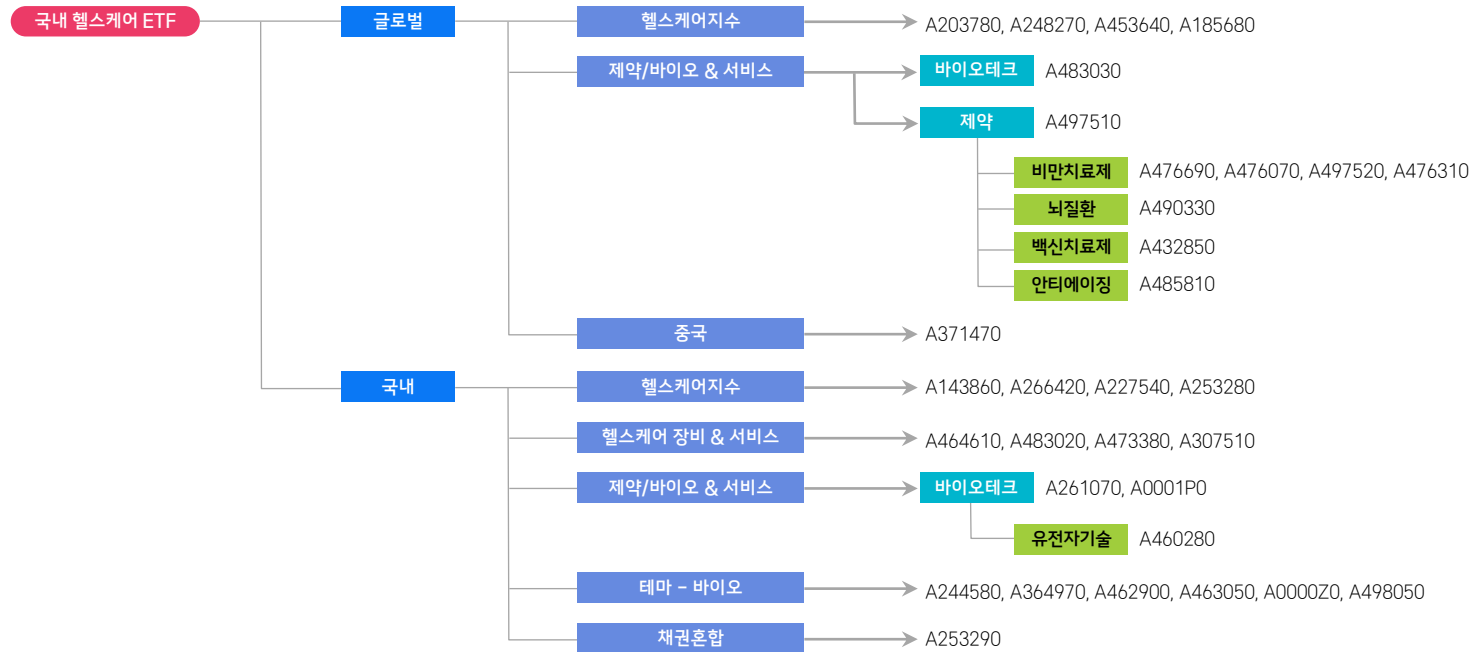 국내 헬스케어 ETF
글로벌
헬스케어지수
A203780, A248270, A453640, A185680
제약/바이오 & 서비스
바이오테크
A483030
제약
A497510
비만치료제
A476690, A476070, A497520, A476310
뇌질환
A490330
백신치료제
A432850
안티에이징
A485810
중국
A371470
국내
헬스케어지수
A143860, A266420, A227540, A253280
헬스케어 장비 & 서비스
A464610, A483020, A473380, A307510
제약/바이오 & 서비스
바이오테크
A261070, A0001P0
유전자기술
A460280
테마 – 바이오
A244580, A364970, A462900, A463050, A0000Z0, A498050
채권혼합
A253290